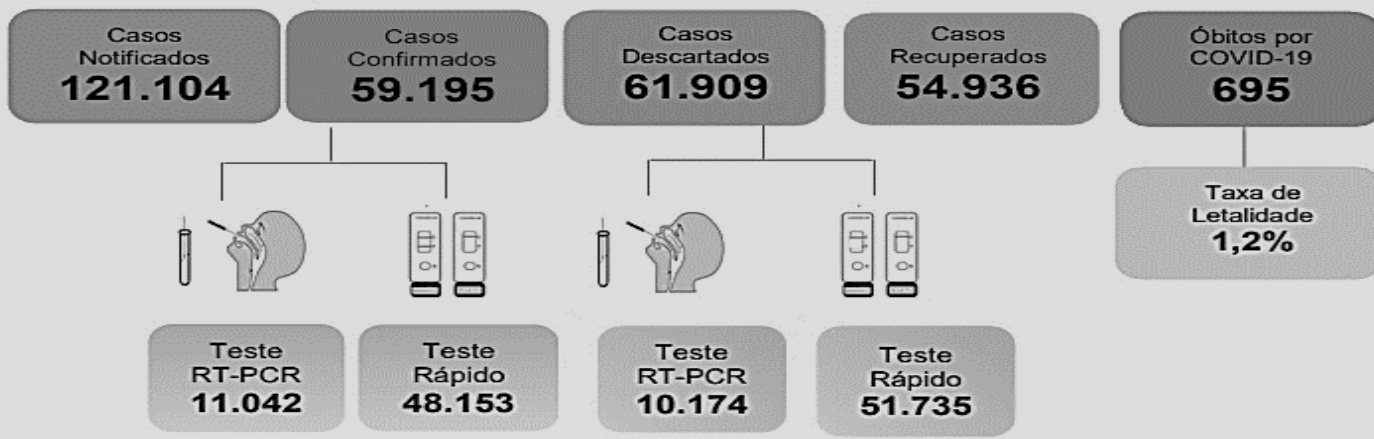 Casos
Notificados
121.104
Casos
Confirmados
59.195
Casos
Descartados
61.909
Casos
Recuperados
54.936
Óbitos por
COVID-19
695
Taxa de
Letalidade
1,2%
Teste
RT-PCR
11.042
Teste
Rápido
48.153
Teste
RT-PCR
10.174
Teste
Rápido
51.735